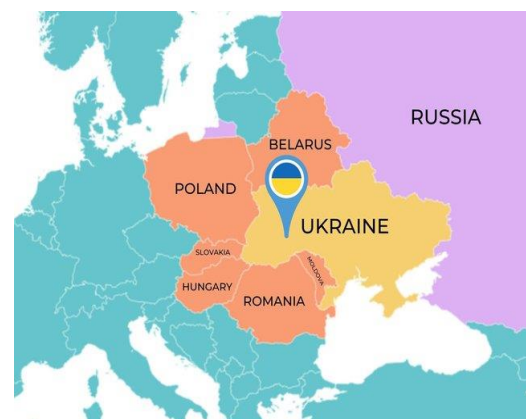 RUSSIA
BELARUS
POLAND
UKRAINE
SLOVAKIA
MOLDOVA
HUNGARY
ROMANIA